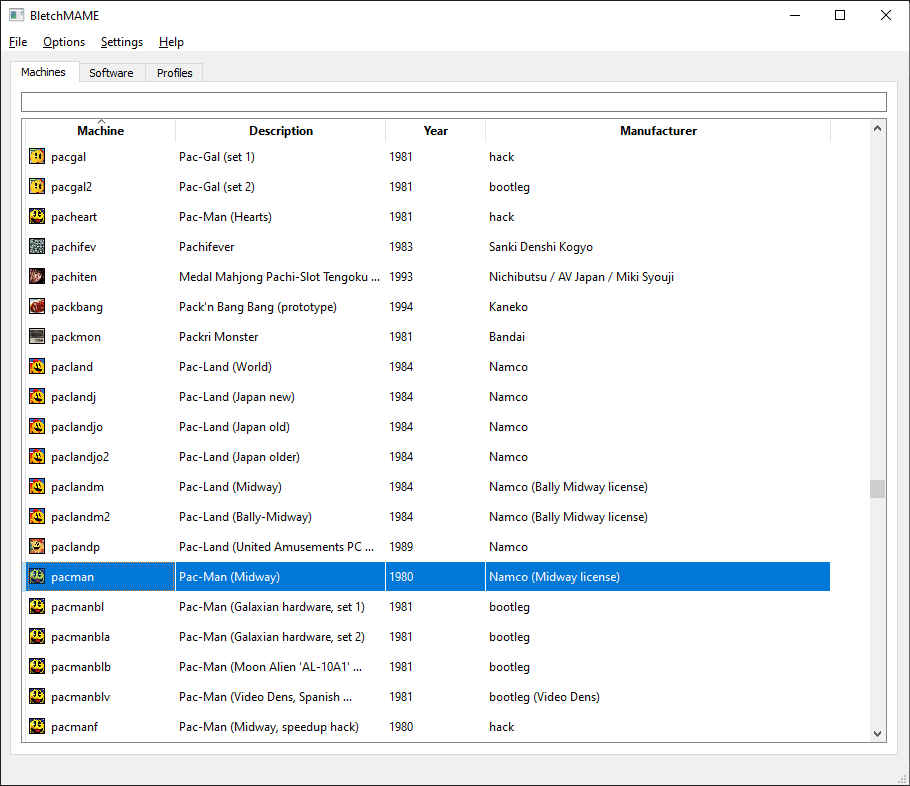 BletchMAME
File Options Settings Help
Machines Software Profiles
Machine Description Year Manufacturer
pacgal Pac-Gal (set 1) 1981 hack
pacgal2 Pac-Gal (set 2) 1981 bootleg
pacheart Pac-Man (Hearts) 1981 hack
pachifev Pachifever 1983 Sanki Denshi Kogyo
pachiten Medal Mahjong Pachi-Slot Tengoku ... 1993 Nichibutsu / AV Japan / Miki Syouji
packbang Pack'n Bang Bang (prototype) 1994 Kaneko
packmon Packri Monster 1981 Bandai
pacland Pac-Land (World) 1984 Namco
paclandj Pac-Land (Japan new) 1984 Namco
paclandjo Pac-Land (Japan old) 1984 Namco
paclandjo2 Pac-Land (Japan older) 1984 Namco
paclandm Pac-Land (Midway) 1984 Namco (Bally Midway license)
paclandm2 Pac-Land (Bally-Midway) 1984 Namco (Bally Midway license)
paclandp Pac-Land (United Amusements PC ... 1989 Namco
pacman Pac-Man (Midway) 1980 Namco (Midway license)
pacmanbl Pac-Man (Galaxian hardware, set 1) 1981 bootleg
pacmanbla Pac-Man (Galaxian hardware, set 2) 1981 bootleg
pacmanblb Pac-Man (Moon Alien 'AL-10A1' ... 1981 bootleg
pacmanblv Pac-Man (Video Dens, Spanish ... 1981 bootleg (Video Dens)
pacmanf Pac-Man (Midway, speedup hack) 1980 hack